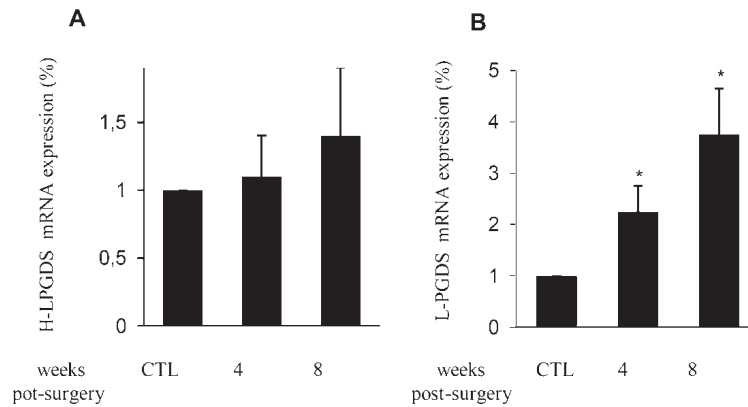 A
H-LPGDS mRNA expression (%)
1,5
1
0,5
0
weeks
pot-surgery
CTL 4 8
B
L-PGDS mRNA expression (%)
5
4
3
2
1
0
*
*
weeks
post-surgery
CTL 4 8